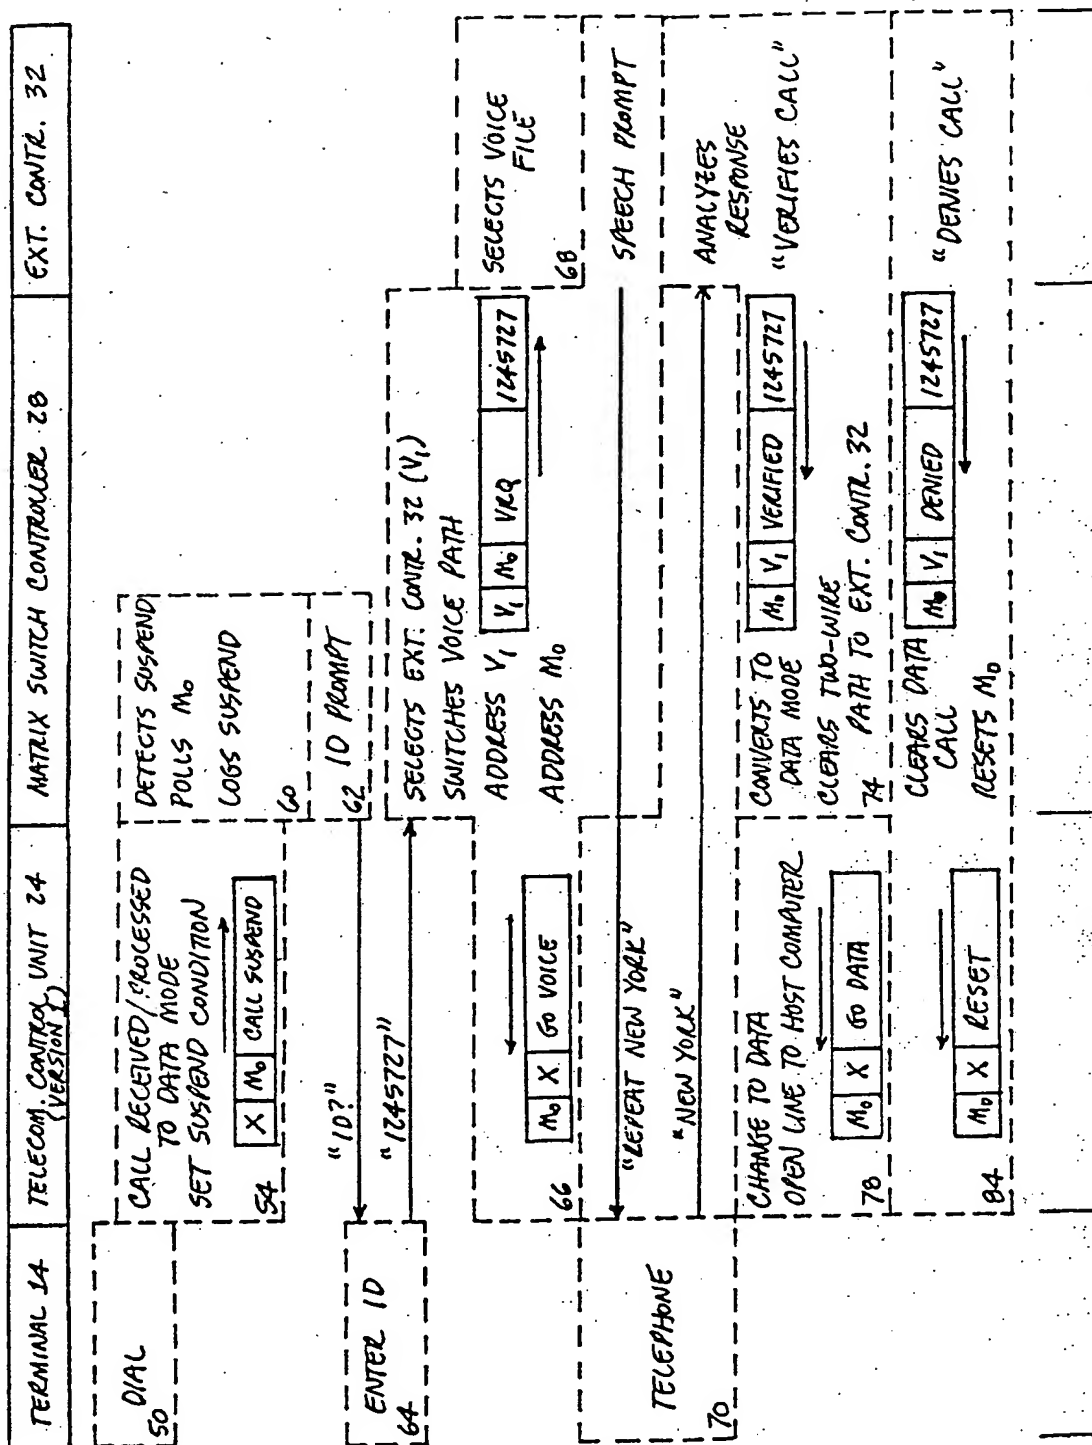 TERMINAL 14
TELECOM. CONTROL UNIT 24
(VERSION I)
MATRIX SWITCH CONTROLLER 28
EXT. CONTR. 32
DIAL
50
CALL RECEIVED/PROCESSED
TO DATA MODE
SET SUSPEND CONDITION
X M₀ CALL SUSPEND
54
DETECTS SUSPEND
POLLS M₀
LOGS SUSPEND
60
62 ID PROMPT
"ID?"
ENTER ID
64
"1245727"
SELECTS EXT. CONTR. 32 (V₁)
SWITCHES VOICE PATH
ADDRESS V₁
V₁ M₀ VRQ 1245727
ADDRESS M₀
SELECTS VOICE
FILE
68
M₀ X GO VOICE
66
SPEECH PROMPT
"REPEAT NEW YORK"
TELEPHONE
70
"NEW YORK"
ANALYZES
RESPONSE
"VERIFIES CALL"
CONVERTS TO
DATA MODE
M₀ V₁ VERIFIED 1245727
CLEARS TWO-WIRE
74 PATH TO EXT. CONTR. 32
CHANGE TO DATA
OPEN LINE TO HOST COMPUTER
M₀ X GO DATA
78
"DENIES CALL"
M₀ V₁ DENIED 1245727
CLEARS DATA
CALL
RESETS M₀
M₀ X RESET
84